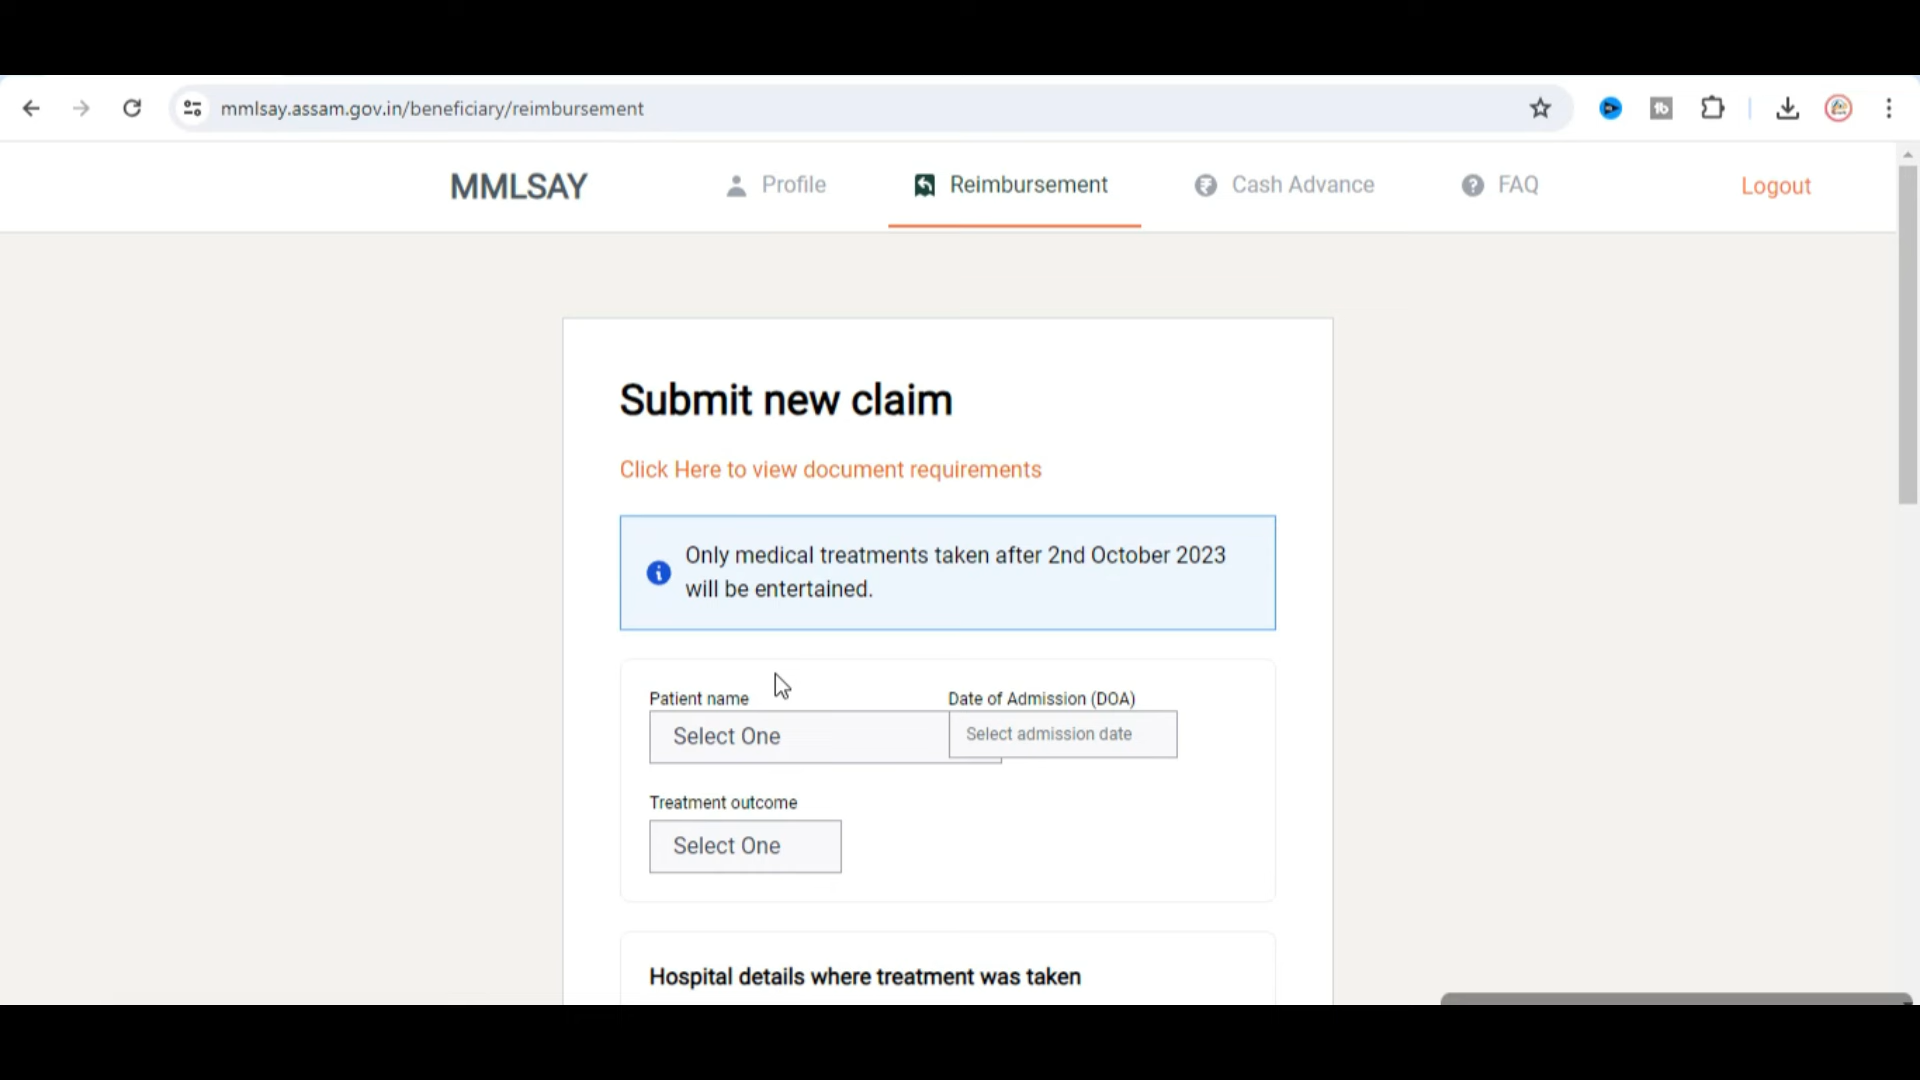 mmlsay.assam.gov.in/beneficiary/reimbursement
MMLSAY
Profile
Reimbursement
Cash Advance
FAQ
Logout
Submit new claim
Click Here to view document requirements
Only medical treatments taken after 2nd October 2023
will be entertained.
Patient name
Date of Admission (DOA)
Select One
Select admission date
Treatment outcome
Select One
Hospital details where treatment was taken